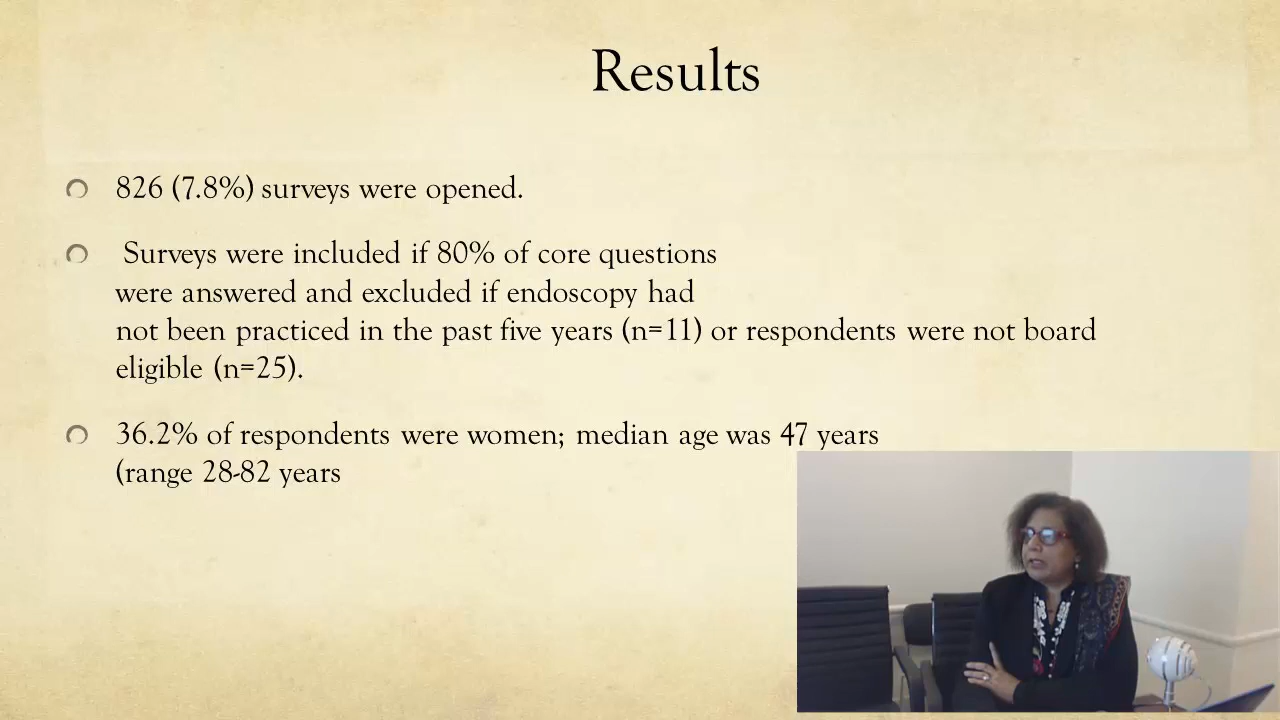 Results
826 (7.8%) surveys were opened.
Surveys were included if 80% of core questions
were answered and excluded if endoscopy had
not been practiced in the past five years (n=11) or respondents were not board
eligible (n=25).
36.2% of respondents were women; median age was 47 years
(range 28-82 years